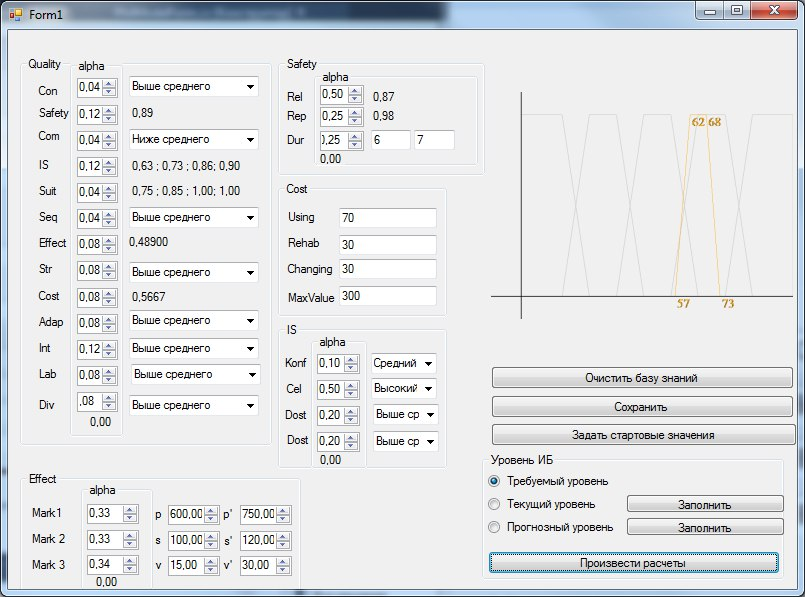 Form1
Quality
alpha
Con 0,04 Выше среднего
Safety 0,12 0,89
Com 0,04 Ниже среднего
IS 0,12 0,63 ; 0,73 ; 0,86; 0,90
Suit 0,04 0,75 ; 0,85 ; 1,00; 1,00
Seq 0,04 Выше среднего
Effect 0,08 0,48900
Str 0,08 Выше среднего
Cost 0,08 0,5667
Adap 0,08 Выше среднего
Int 0,12 Выше среднего
Lab 0,08 Выше среднего
Div ,08 Выше среднего
0,00
Safety
alpha
Rel 0,50 0,87
Rep 0,25 0,98
Dur 0,25 6 7
0,00
Cost
Using 70
Rehab 30
Changing 30
MaxValue 300
IS
alpha
Konf 0,10 Средний
Cel 0,50 Высокий
Dost 0,20 Выше ср
Dost 0,20 Выше ср
0,00
Effect
alpha
Mark1 0,33 p 600,00 p' 750,00
Mark 2 0,33 s 100,00 s' 120,00
Mark 3 0,34 v 15,00 v' 30,00
0,00
62 68
57 73
Очистить базу знаний
Сохранить
Задать стартовые значения
Уровень ИБ
Требуемый уровень
Текущий уровень Заполнить
Прогнозный уровень Заполнить
Произвести расчеты